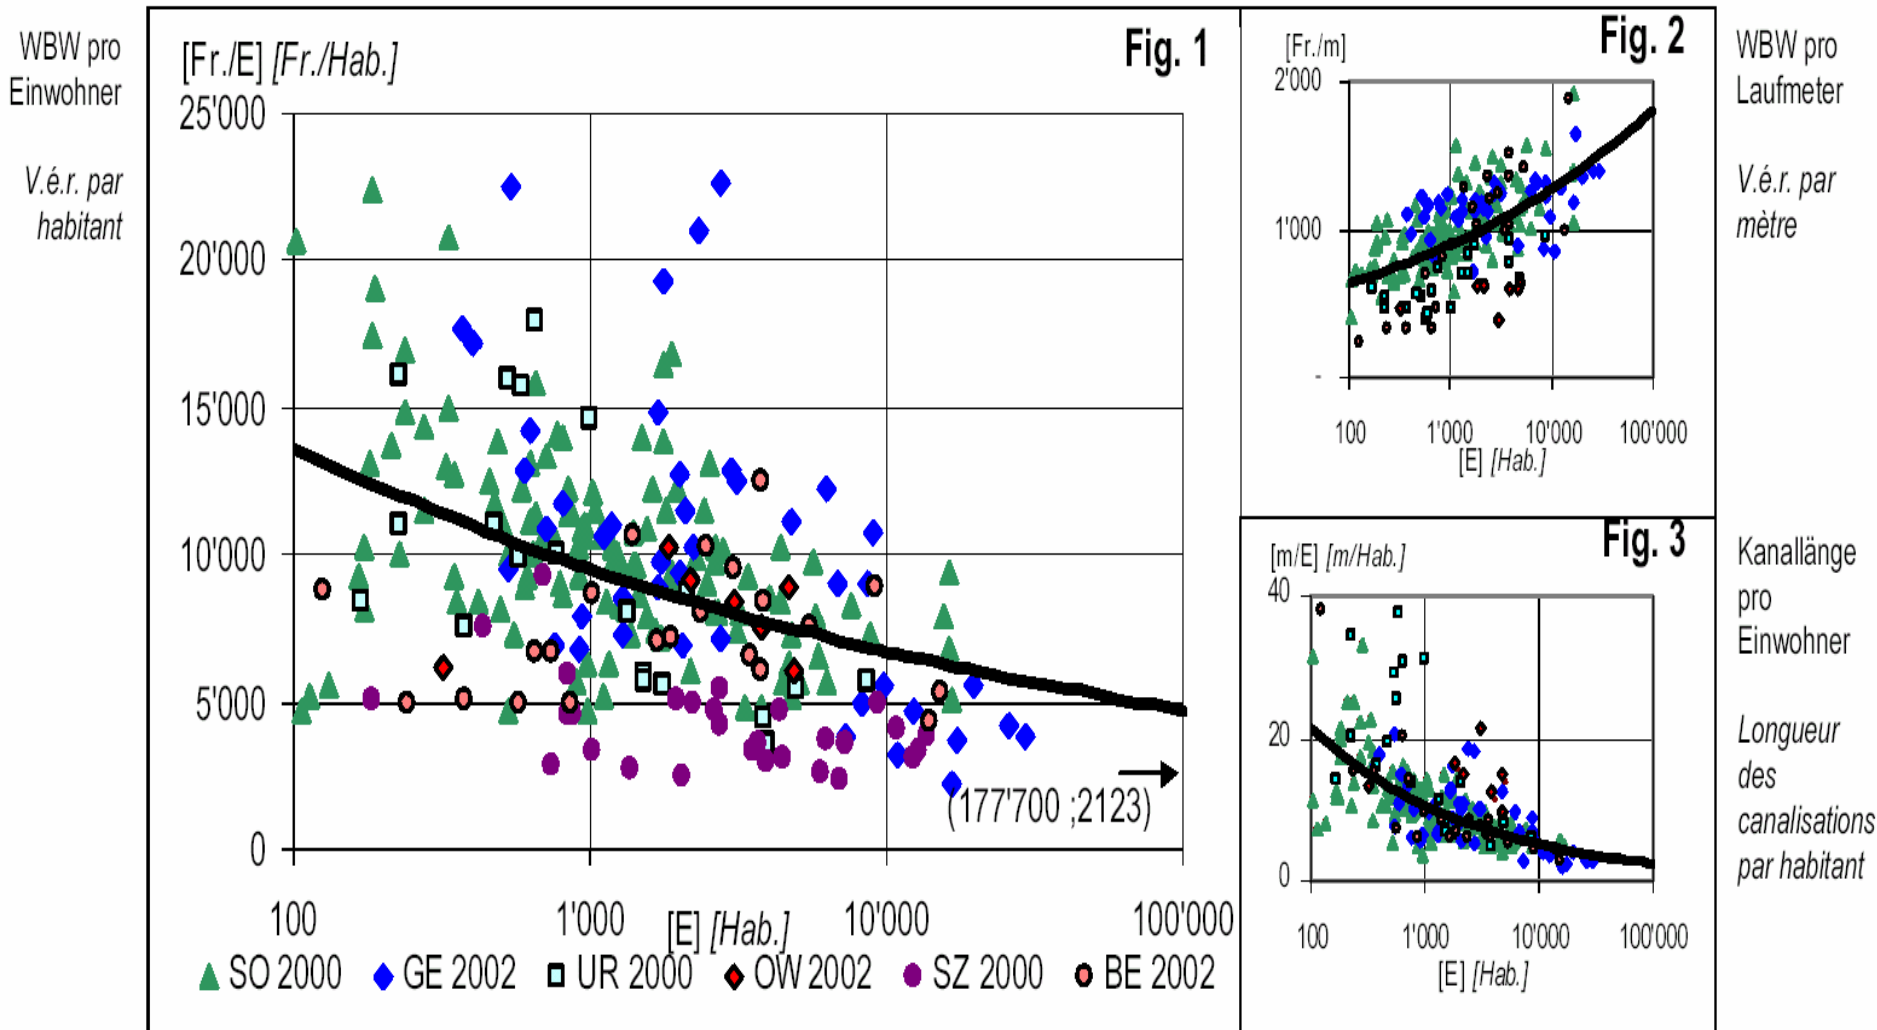 WBW pro
Einwohner
V.é.r. par
habitant
Fig. 1
[Fr./E] [Fr./Hab.]
25'000
20'000
15'000
10'000
5'000
0
(177'700 ;2123)
100
1'000
10'000
100'000
[E] [Hab.]
SO 2000
GE 2002
UR 2000
OW 2002
SZ 2000
BE 2002
Fig. 2
[Fr./m]
2'000
1'000
-
100
1'000
10'000
100'000
[E] [Hab.]
WBW pro
Laufmeter
V.é.r. par
mètre
Fig. 3
[m/E] [m/Hab.]
40
20
0
100
1'000
10'000
100'000
[E] [Hab.]
Kanallänge
pro
Einwohner
Longueur
des
canalisations
par habitant